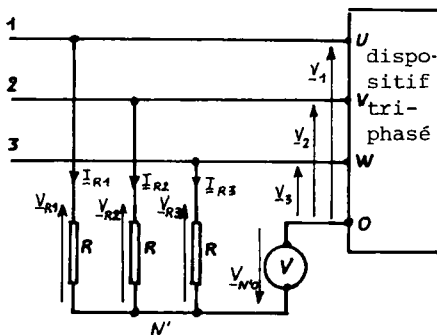 1
U
dispo-
sitif
tri-
phasé
V1
2
V
V2
3
W
V3
IR1
IR2
IR3
VR1
VR2
VR3
R
R
R
O
V
VN'O
N'